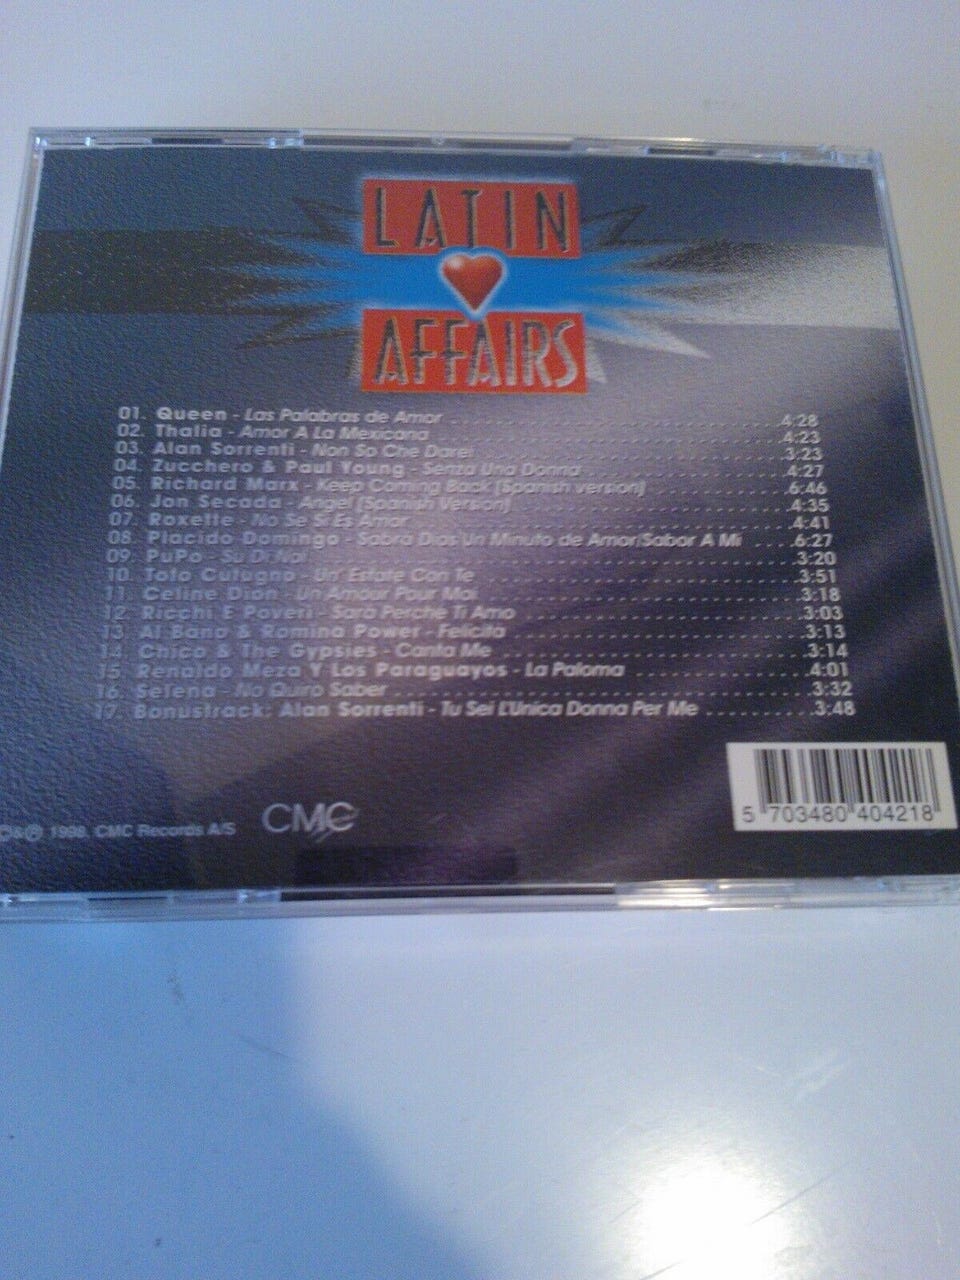 LATIN
AFFAIRS
01. Queen - Las Palabras de Amor ........ 4:28
02. Thalia - Amor A La Mexicana ........ 4:23
03. Alan Sorrenti - Non So Che Darei ........ 3:23
04. Zucchero & Paul Young - Senza Una Donna ........ 4:27
05. Richard Marx - Keep Coming Back (Spanish version) ........ 6:46
06. Jon Secada - Angel (Spanish Version) ........ 4:35
07. Roxette - No Se Si Es Amor ........ 4:41
08. Placido Domingo - Sabra Dios/Un Minuto de Amor/Sabor A Mi .... 6:27
09. PuPo - Su Di Noi ........ 3:20
10. Toto Cutugno - Un' Estate Con Te ........ 3:51
11. Celine Dion - Un Amour Pour Moi ........ 3:18
12. Ricchi E Poveri - Sarà Perche Ti Amo ........ 3:03
13. Al Bano & Romina Power - Felicita ........ 3:13
14. Chico & The Gypsies - Canta Me ........ 3:14
15. Renaldo Meza Y Los Paraguayos - La Paloma ........ 4:01
16. Selena - No Quiro Saber ........ 3:32
17. Bonustrack: Alan Sorrenti - Tu Sei L'Unica Donna Per Me .......... 3:48
©&℗ 1998. CMC Records A/S CMC
5 703480 404218